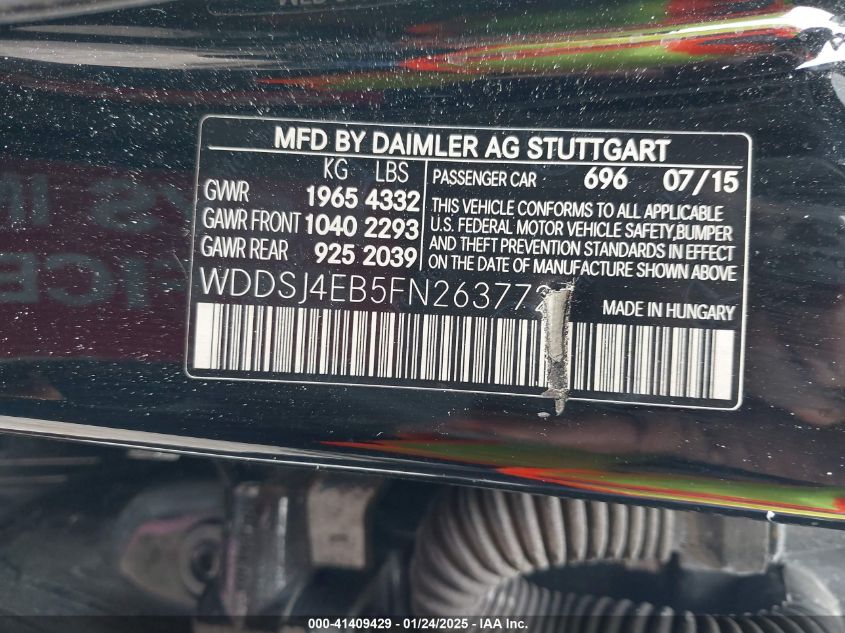 MFD BY DAIMLER AG STUTTGART
KG LBS
GWR 1965 4332
GAWR FRONT 1040 2293
GAWR REAR 925 2039
PASSENGER CAR 696 07/15
THIS VEHICLE CONFORMS TO ALL APPLICABLE
U.S. FEDERAL MOTOR VEHICLE SAFETY,BUMPER
AND THEFT PREVENTION STANDARDS IN EFFECT
ON THE DATE OF MANUFACTURE SHOWN ABOVE
WDDSJ4EB5FN263772
MADE IN HUNGARY
000-41409429 - 01/24/2025 - IAA Inc.